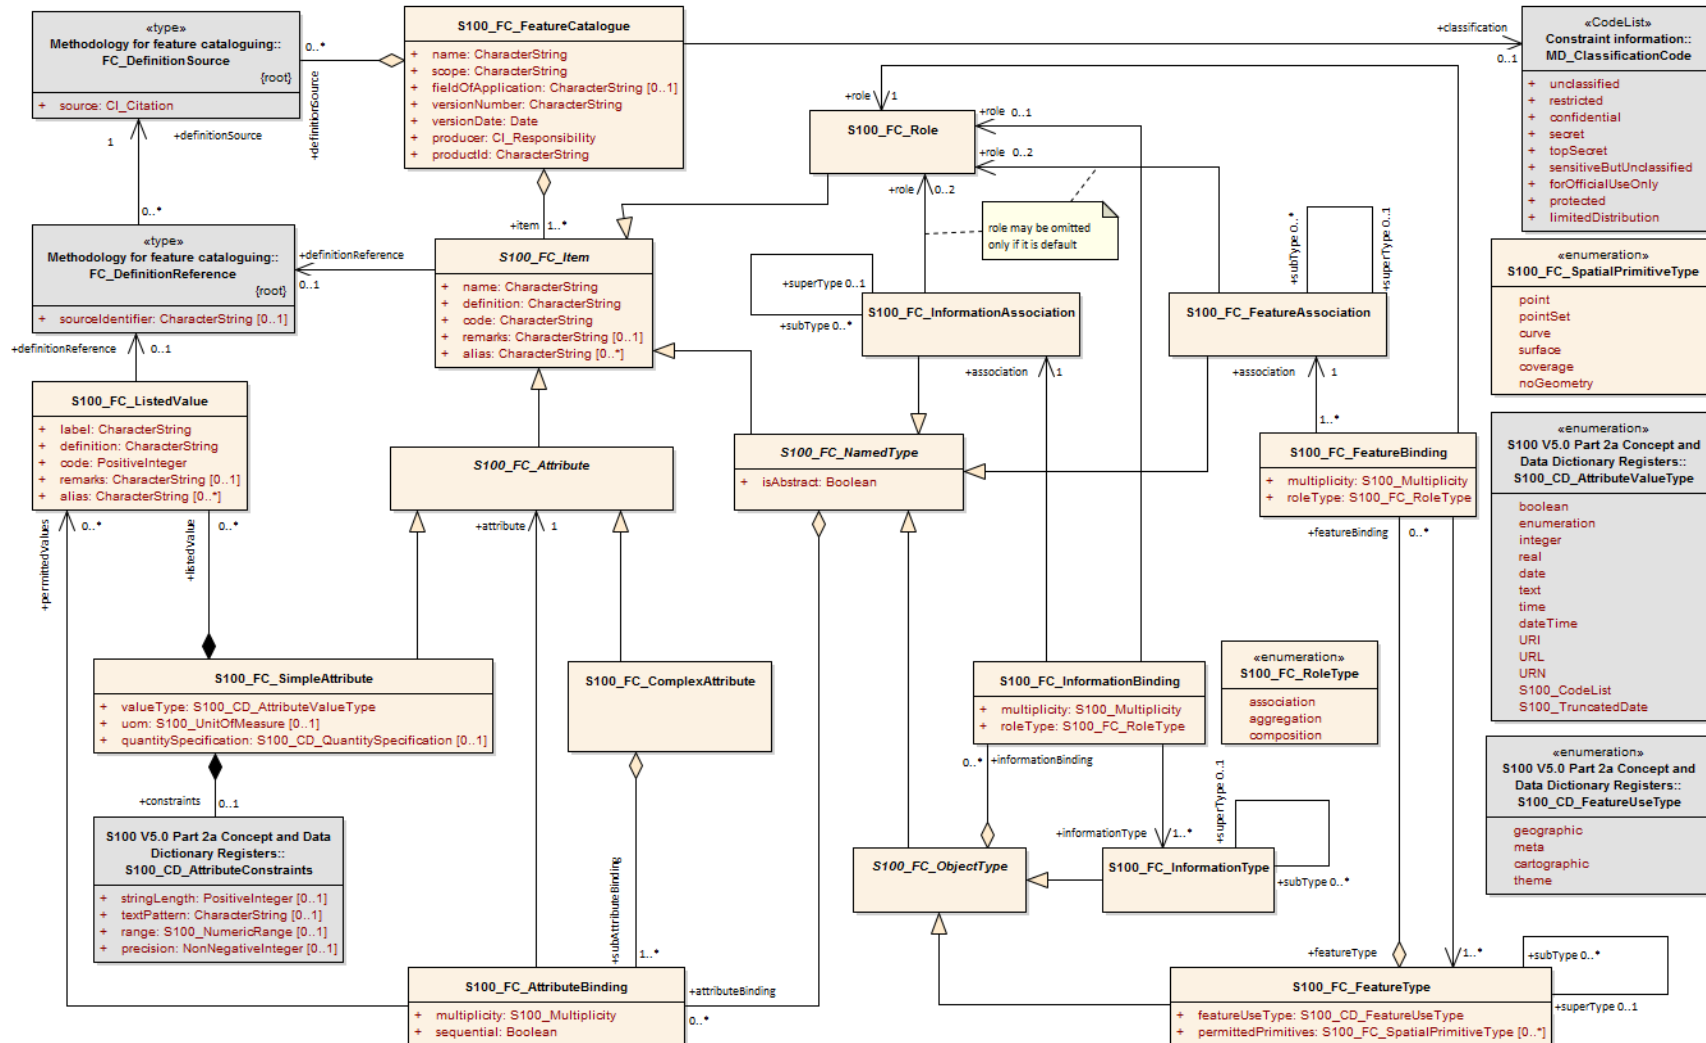 «type»
Methodology for feature cataloguing::
FC_DefinitionSource
{root}
+ source: CI_Citation
0..*
+definitionSource
S100_FC_FeatureCatalogue
+ name: CharacterString
+ scope: CharacterString
+ fieldOfApplication: CharacterString [0..1]
+ versionNumber: CharacterString
+ versionDate: Date
+ producer: CI_Responsibility
+ productId: CharacterString
+classification
0..1
«CodeList»
Constraint information::
MD_ClassificationCode
+ unclassified
+ restricted
+ confidential
+ secret
+ topSecret
+ sensitiveButUnclassified
+ forOfficialUseOnly
+ protected
+ limitedDistribution
1
+definitionSource
0..*
+role 1
S100_FC_Role
+role 0..1
+role 0..2
+role 0..2
role may be omitted
only if it is default
+item 1..*
«type»
Methodology for feature cataloguing::
FC_DefinitionReference
{root}
+ sourceIdentifier: CharacterString [0..1]
+definitionReference
0..1
S100_FC_Item
+ name: CharacterString
+ definition: CharacterString
+ code: CharacterString
+ remarks: CharacterString [0..1]
+ alias: CharacterString [0..*]
+superType 0..1
+subType 0..*
S100_FC_InformationAssociation
+subType 0..*
+superType 0..1
S100_FC_FeatureAssociation
«enumeration»
S100_FC_SpatialPrimitiveType
point
pointSet
curve
surface
coverage
noGeometry
+definitionReference 0..1
+association 1
+association 1
1..*
S100_FC_ListedValue
+ label: CharacterString
+ definition: CharacterString
+ code: PositiveInteger
+ remarks: CharacterString [0..1]
+ alias: CharacterString [0..*]
S100_FC_Attribute
S100_FC_NamedType
+ isAbstract: Boolean
S100_FC_FeatureBinding
+ multiplicity: S100_Multiplicity
+ roleType: S100_FC_RoleType
«enumeration»
S100 V5.0 Part 2a Concept and
Data Dictionary Registers::
S100_CD_AttributeValueType
boolean
enumeration
integer
real
date
text
time
dateTime
URI
URL
URN
S100_CodeList
S100_TruncatedDate
+permittedValues
0..*
+listedValue
0..*
+attribute 1
+featureBinding 0..*
S100_FC_SimpleAttribute
+ valueType: S100_CD_AttributeValueType
+ uom: S100_UnitOfMeasure [0..1]
+ quantitySpecification: S100_CD_QuantitySpecification [0..1]
S100_FC_ComplexAttribute
S100_FC_InformationBinding
+ multiplicity: S100_Multiplicity
+ roleType: S100_FC_RoleType
«enumeration»
S100_FC_RoleType
association
aggregation
composition
«enumeration»
S100 V5.0 Part 2a Concept and
Data Dictionary Registers::
S100_CD_FeatureUseType
geographic
meta
cartographic
theme
0..*
+informationBinding
+constraints 0..1
S100 V5.0 Part 2a Concept and Data
Dictionary Registers::
S100_CD_AttributeConstraints
+ stringLength: PositiveInteger [0..1]
+ textPattern: CharacterString [0..1]
+ range: S100_NumericRange [0..1]
+ precision: NonNegativeInteger [0..1]
+subAttributeBinding
1..*
+informationType 1..*
+superType 0..1
S100_FC_ObjectType
S100_FC_InformationType
+subType 0..*
+featureType
1..*
S100_FC_AttributeBinding
+ multiplicity: S100_Multiplicity
+ sequential: Boolean
+attributeBinding
0..*
S100_FC_FeatureType
+ featureUseType: S100_CD_FeatureUseType
+ permittedPrimitives: S100_FC_SpatialPrimitiveType [0..*]
+subType 0..*
+superType 0..1